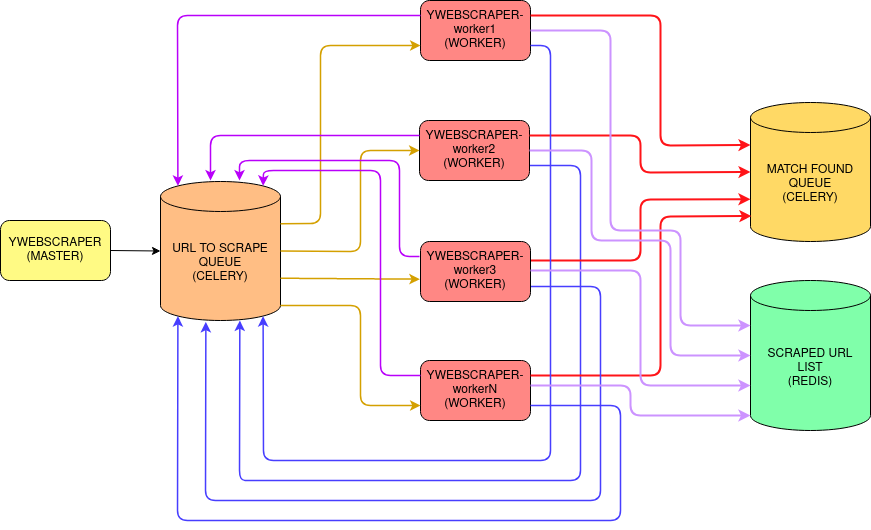 YWEBSCRAPER-
worker1
(WORKER)
YWEBSCRAPER-
worker2
(WORKER)
MATCH FOUND
QUEUE
(CELERY)
YWEBSCRAPER
(MASTER)
URL TO SCRAPE
QUEUE
(CELERY)
YWEBSCRAPER-
worker3
(WORKER)
SCRAPED URL
LIST
(REDIS)
YWEBSCRAPER-
workerN
(WORKER)